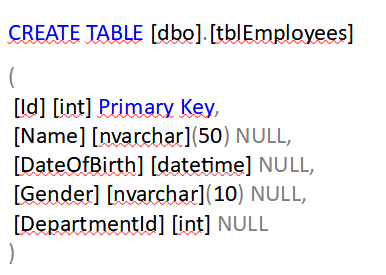 CREATE TABLE [dbo].[tblEmployees]
(
[Id] [int] Primary Key,
[Name] [nvarchar](50) NULL,
[DateOfBirth] [datetime] NULL,
[Gender] [nvarchar](10) NULL,
[DepartmentId] [int] NULL
)